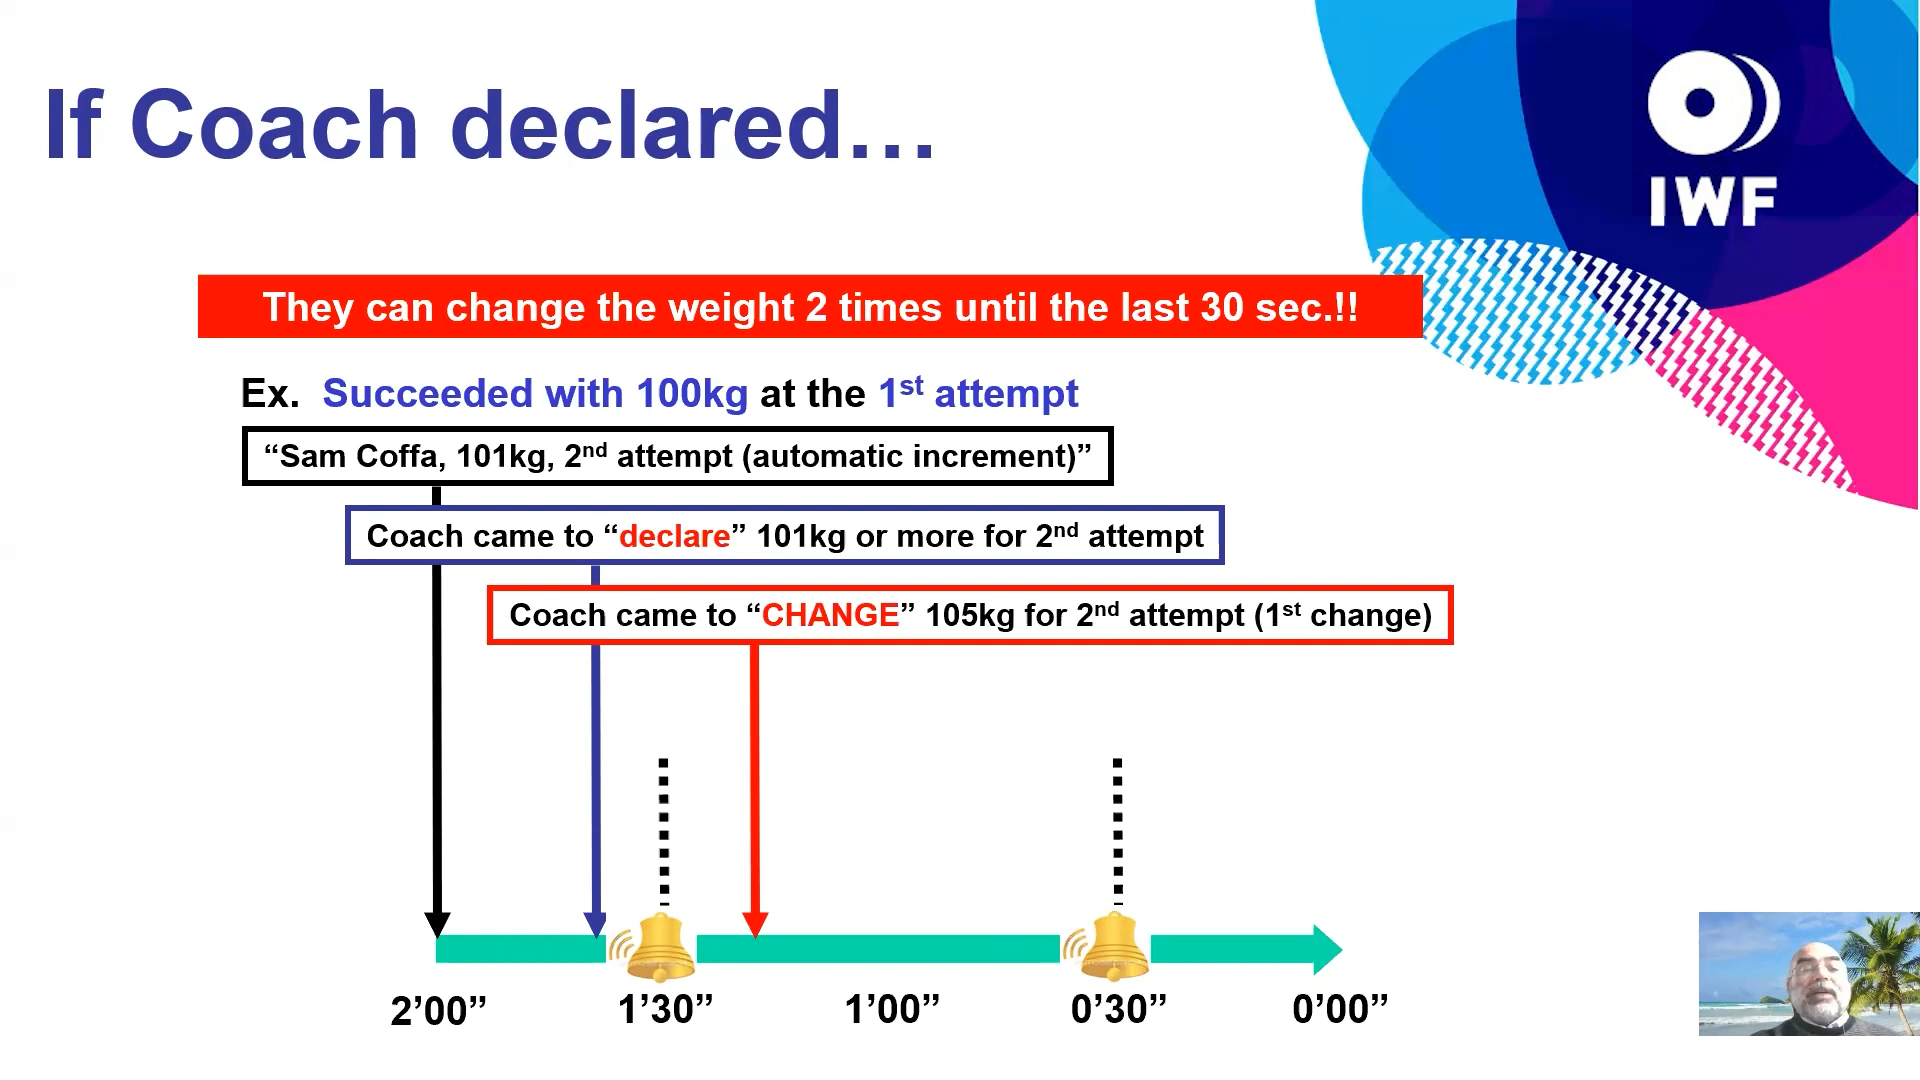 If Coach declared…
IWF
They can change the weight 2 times until the last 30 sec.!!
Ex. Succeeded with 100kg at the 1st attempt
“Sam Coffa, 101kg, 2nd attempt (automatic increment)”
Coach came to “declare” 101kg or more for 2nd attempt
Coach came to “CHANGE” 105kg for 2nd attempt (1st change)
2’00” 1’30” 1’00” 0’30” 0’00”